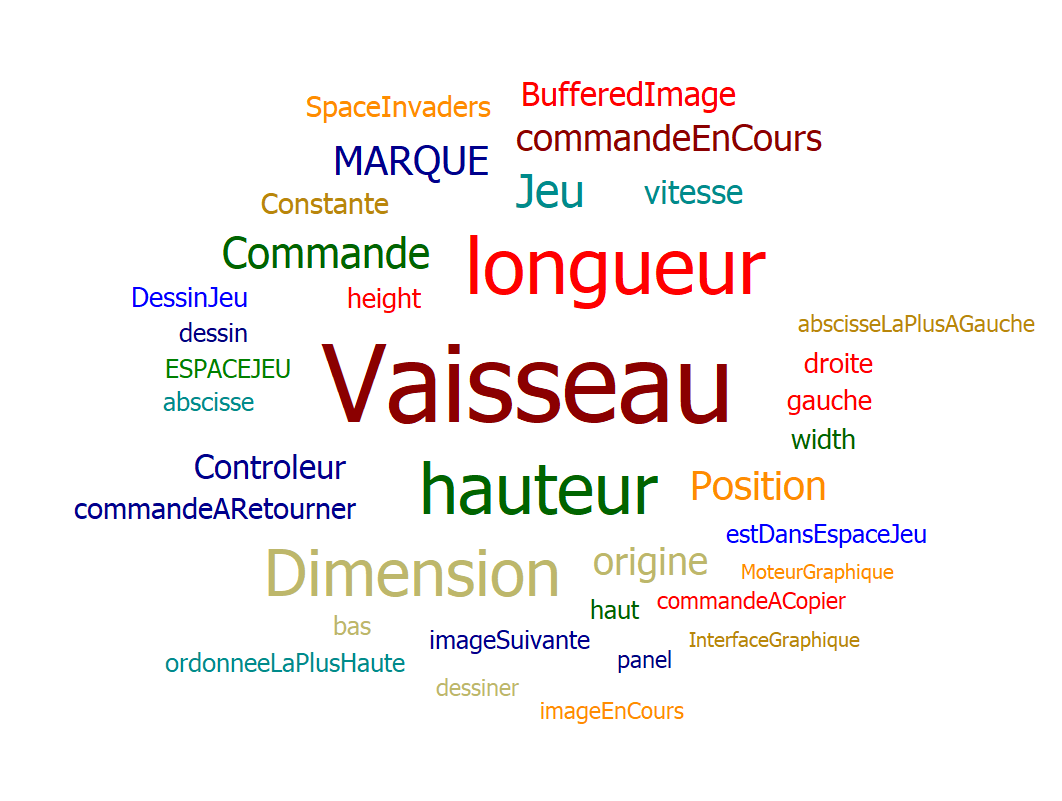 BufferedImage
SpaceInvaders
commandeEnCours
MARQUE
Jeu
vitesse
Constante
Commande
longueur
DessinJeu
height
abscisseLaPlusAGauche
dessin
droite
ESPACEJEU
Vaisseau
abscisse
gauche
width
Controleur
hauteur
Position
commandeARetourner
estDansEspaceJeu
Dimension
origine
MoteurGraphique
haut
commandeACopier
bas
imageSuivante
InterfaceGraphique
ordonneeLaPlusHaute
panel
dessiner
imageEnCours